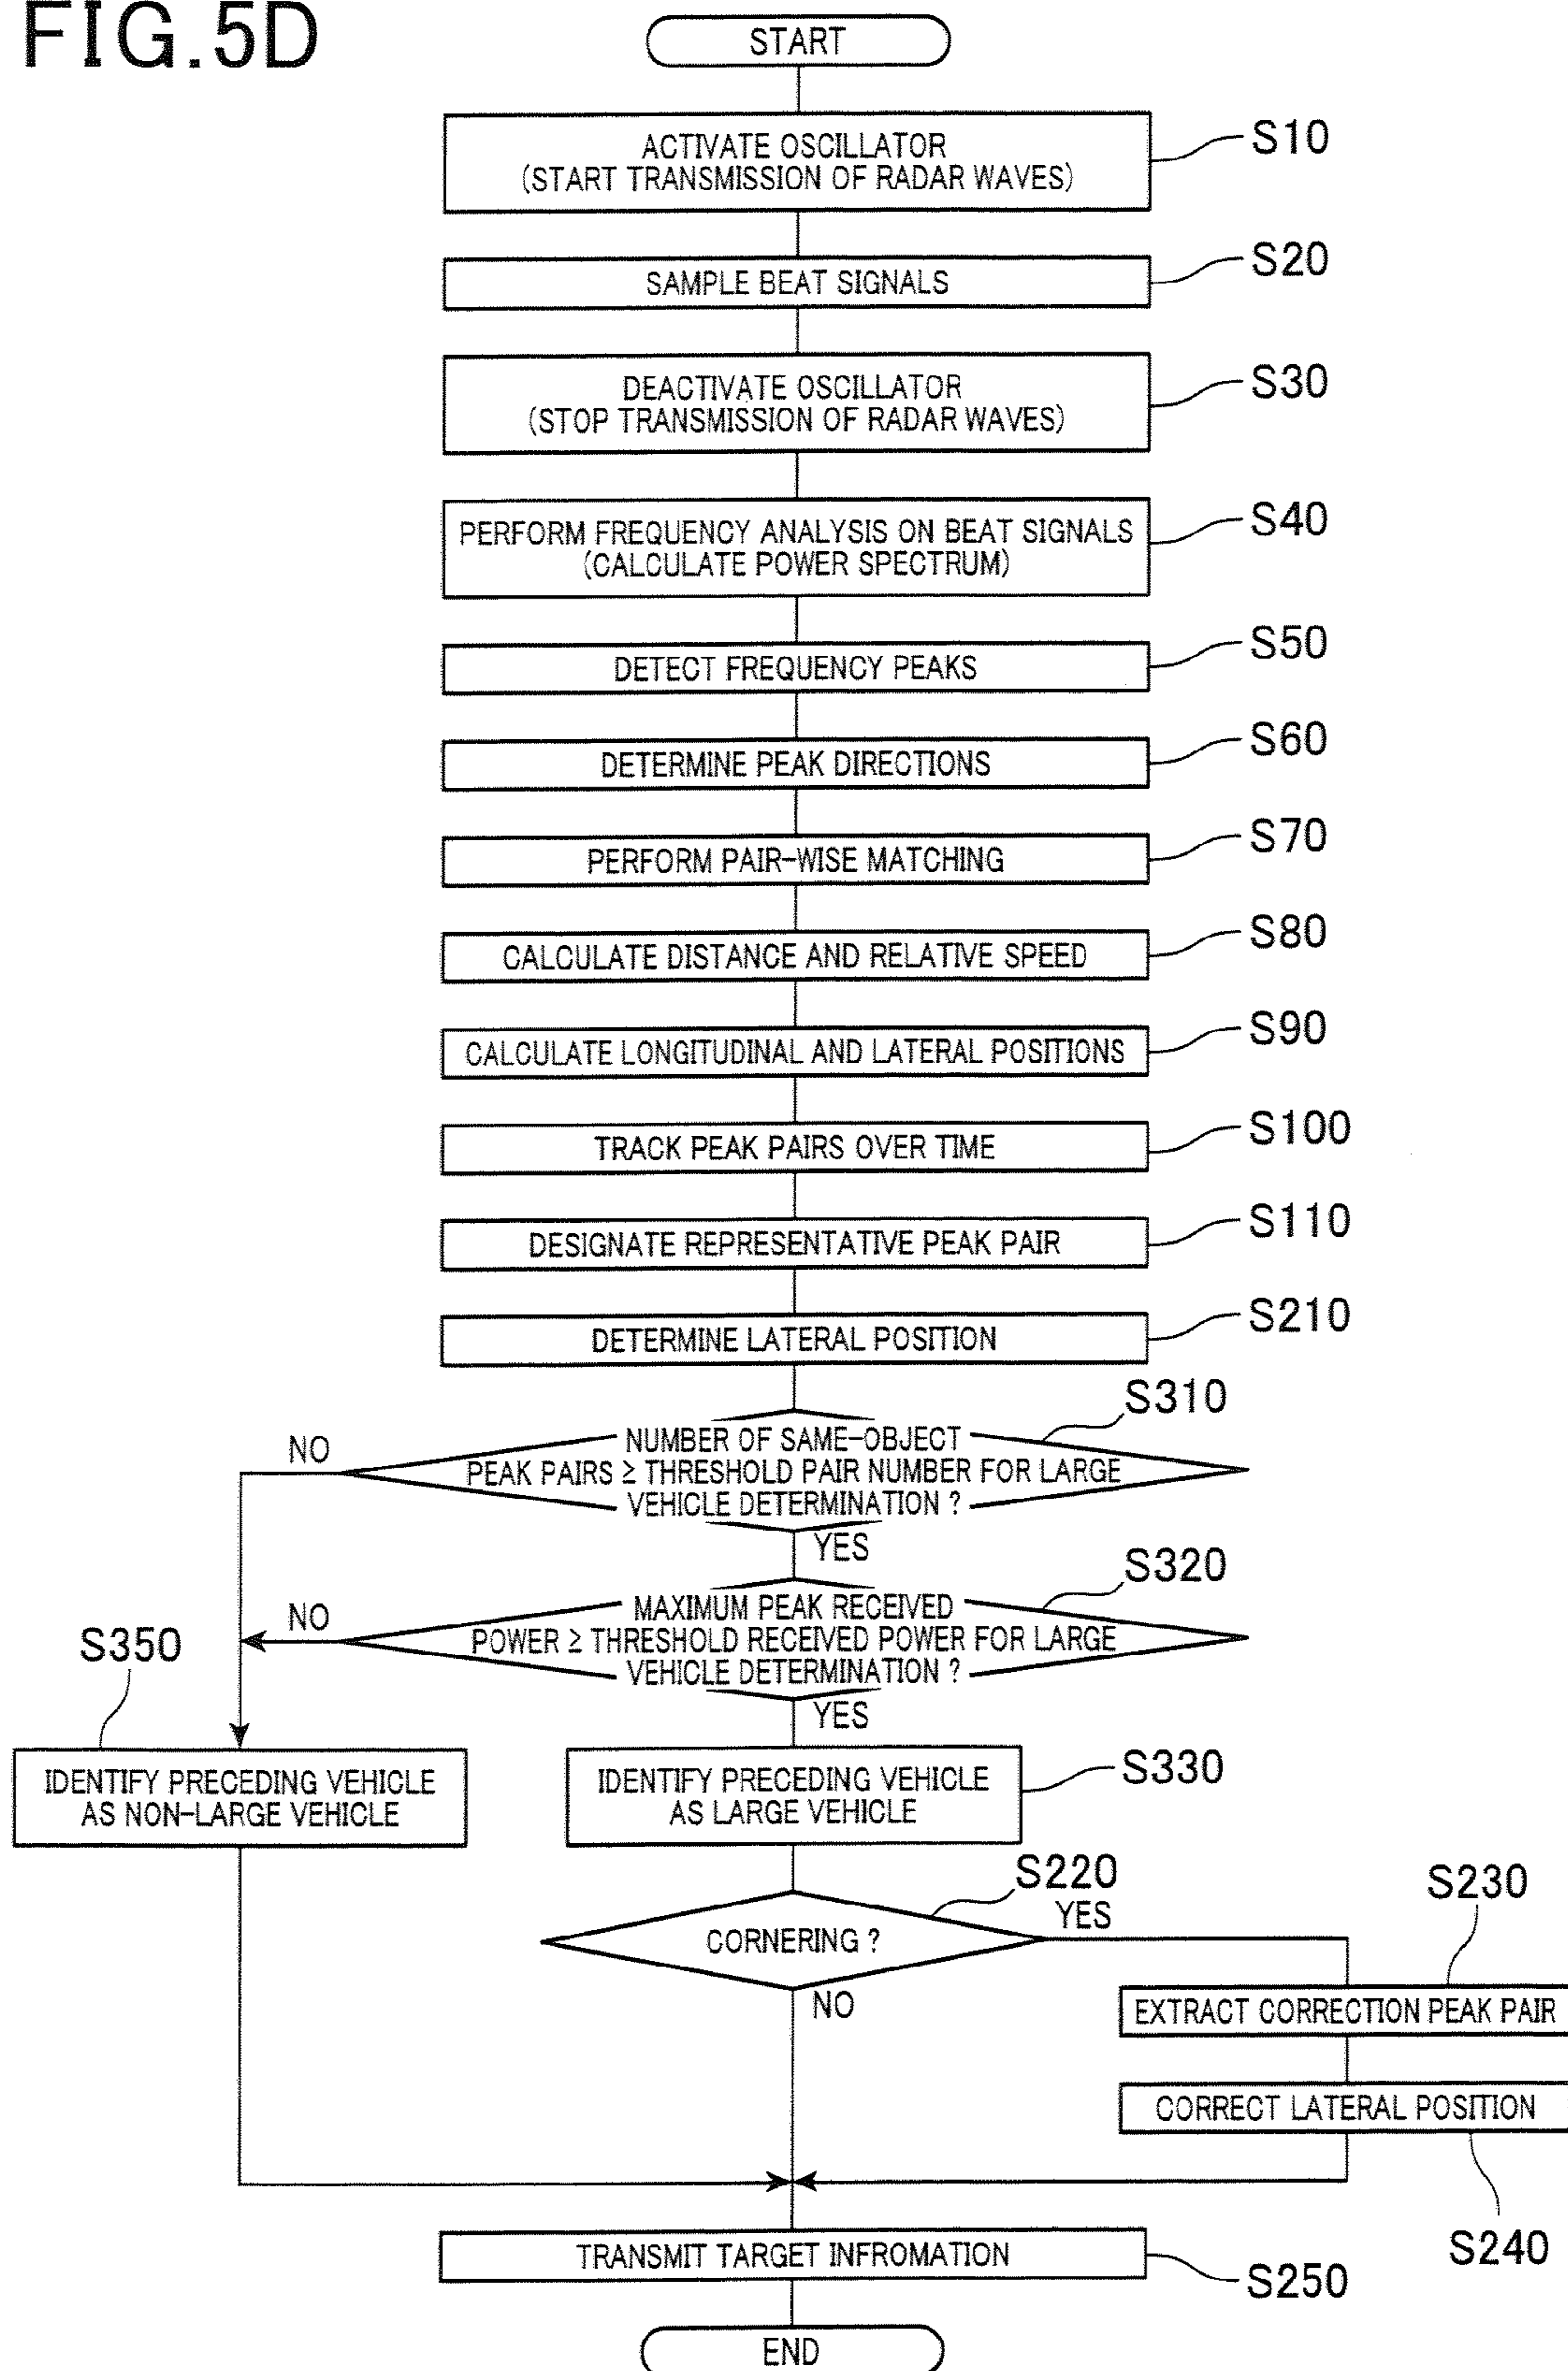 FIG.5D
START
ACTIVATE OSCILLATOR
(START TRANSMISSION OF RADAR WAVES)
S10
SAMPLE BEAT SIGNALS
S20
DEACTIVATE OSCILLATOR
(STOP TRANSMISSION OF RADAR WAVES)
S30
PERFORM FREQUENCY ANALYSIS ON BEAT SIGNALS
(CALCULATE POWER SPECTRUM)
S40
DETECT FREQUENCY PEAKS
S50
DETERMINE PEAK DIRECTIONS
S60
PERFORM PAIR-WISE MATCHING
S70
CALCULATE DISTANCE AND RELATIVE SPEED
S80
CALCULATE LONGITUDINAL AND LATERAL POSITIONS
S90
TRACK PEAK PAIRS OVER TIME
S100
DESIGNATE REPRESENTATIVE PEAK PAIR
S110
DETERMINE LATERAL POSITION
S210
S310
NO
NUMBER OF SAME-OBJECT
PEAK PAIRS ≥ THRESHOLD PAIR NUMBER FOR LARGE
VEHICLE DETERMINATION ?
YES
S320
NO
MAXIMUM PEAK RECEIVED
POWER ≥ THRESHOLD RECEIVED POWER FOR LARGE
VEHICLE DETERMINATION ?
YES
S350
IDENTIFY PRECEDING VEHICLE
AS NON-LARGE VEHICLE
IDENTIFY PRECEDING VEHICLE
AS LARGE VEHICLE
S330
S220
CORNERING ?
YES
NO
S230
EXTRACT CORRECTION PEAK PAIR
CORRECT LATERAL POSITION
S240
TRANSMIT TARGET INFROMATION
S250
END